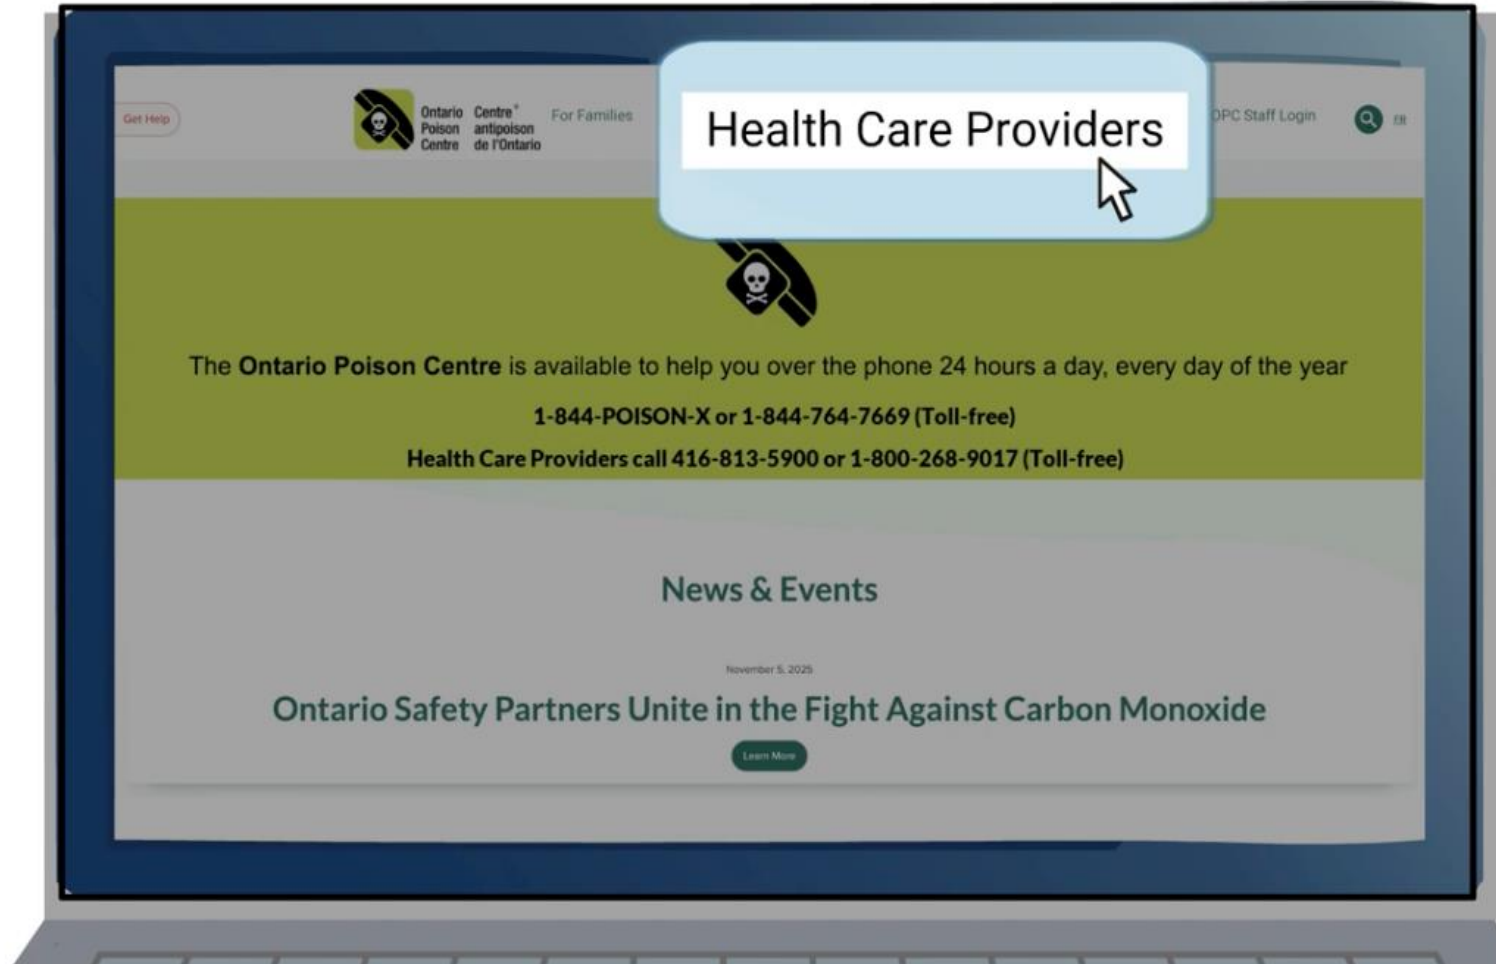 Get Help
Ontario Poison Centre
Centre antipoison de l'Ontario
For Families
Health Care Providers
OPC Staff Login
FR
The Ontario Poison Centre is available to help you over the phone 24 hours a day, every day of the year
1-844-POISON-X or 1-844-764-7669 (Toll-free)
Health Care Providers call 416-813-5900 or 1-800-268-9017 (Toll-free)
News & Events
November 5, 2025
Ontario Safety Partners Unite in the Fight Against Carbon Monoxide
Learn More